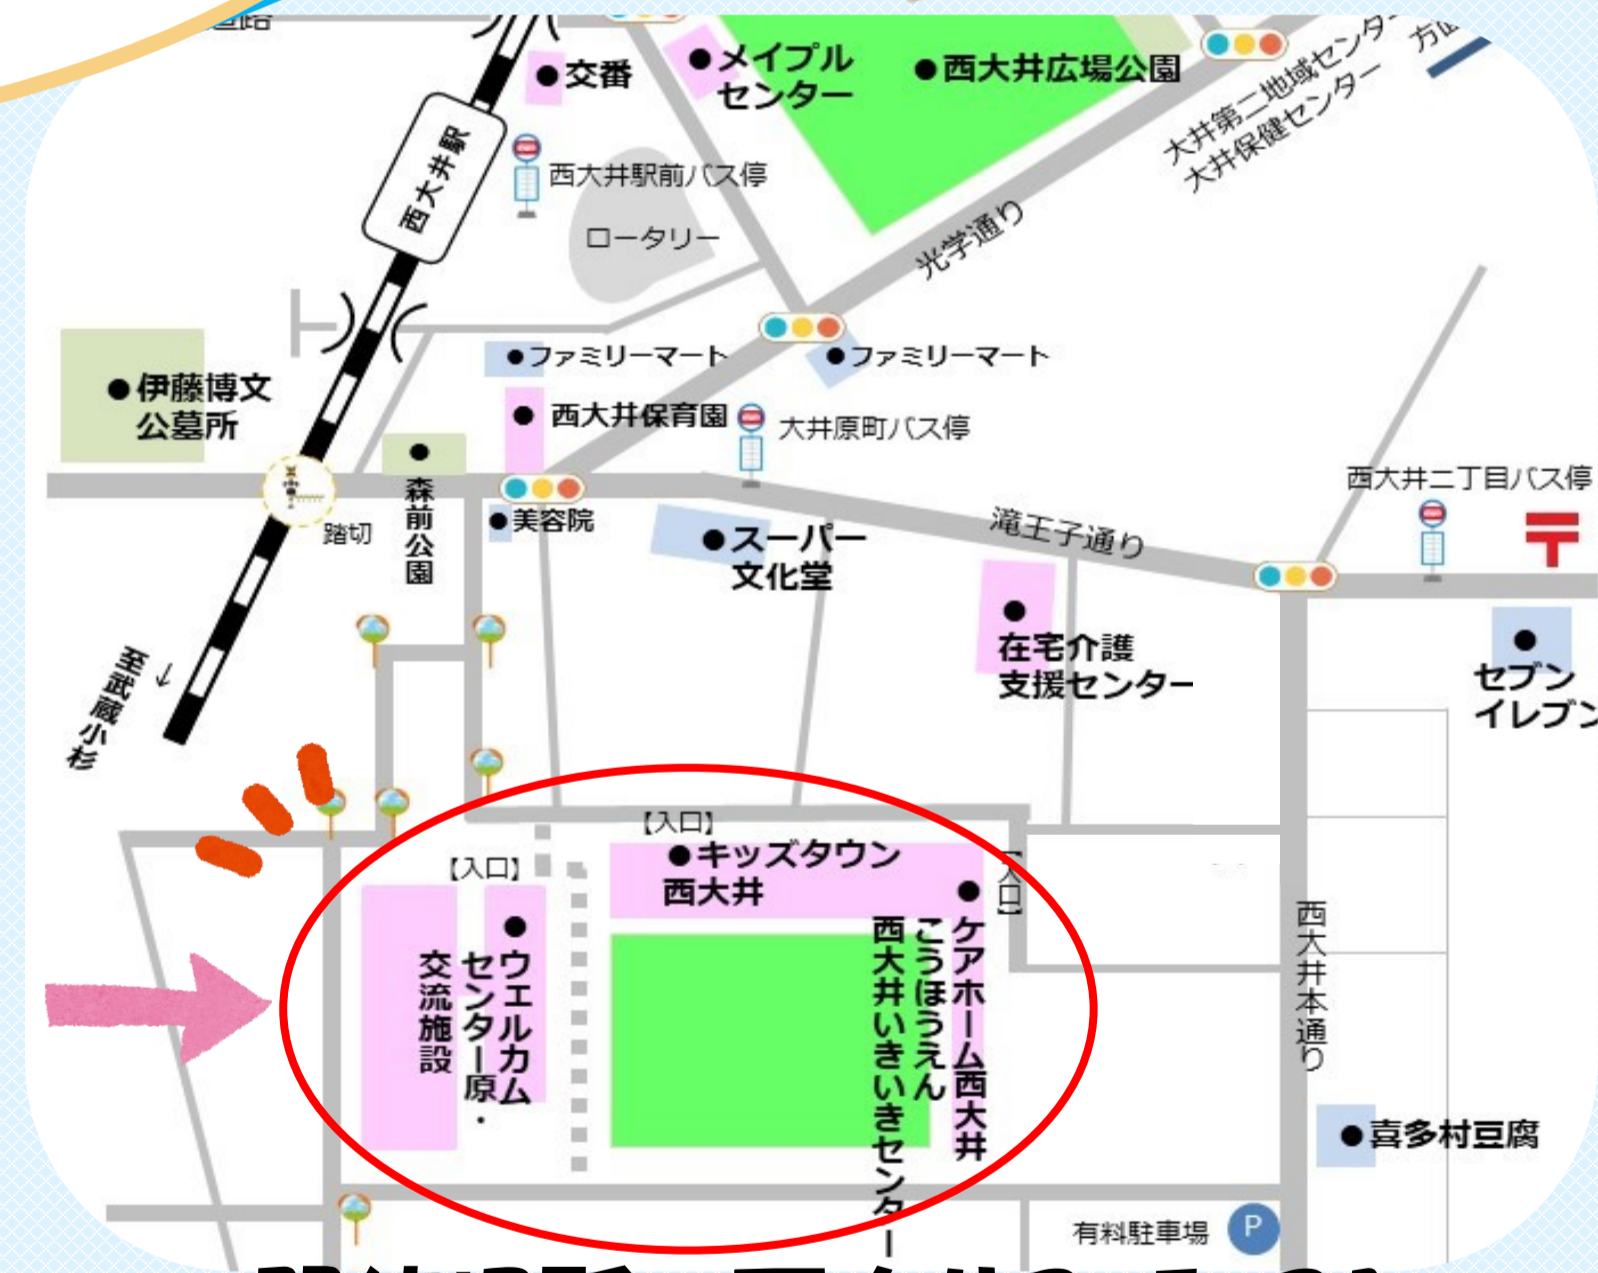 交番
メイプル
センター
西大井広場公園
大井第二地域センター
大井保健センター
西大井駅
西大井駅前バス停
ロータリー
光学通り
ファミリーマート
ファミリーマート
伊藤博文
公墓所
西大井保育園
大井原町バス停
森前公園
踏切
美容院
スーパー
文化堂
滝王子通り
西大井二丁目バス停
〒
在宅介護
支援センター
セブン
イレブン
至武蔵小杉
↓
【入口】
キッズタウン
西大井
【入口】
【入口】
ウエルカム
センター原・
交流施設
ケアホーム西大井
こうほうえん
西大井いきいきセンター
西大井本通り
喜多村豆腐
有料駐車場
P